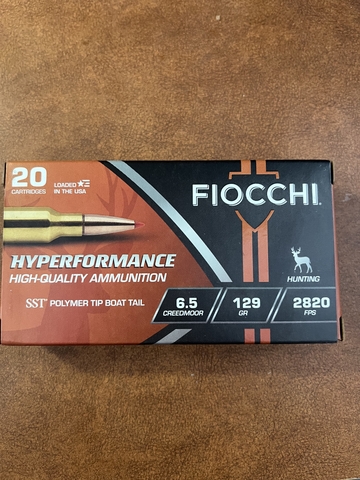 20
CARTRIDGES
LOADED
IN THE USA
FIOCCHI.
HYPERFORMANCE
HIGH-QUALITY AMMUNITION
HUNTING
SST® POLYMER TIP BOAT TAIL
6.5
CREEDMOOR
129
GR
2820
FPS